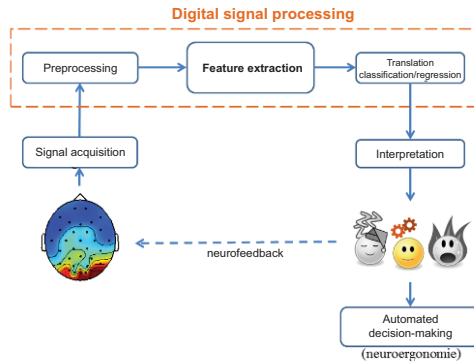 Digital signal processing
Preprocessing
Feature extraction
Translation
classification/regression
Signal acquisition
Interpretation
neurofeedback
Automated
decision-making
(neuroergonomie)